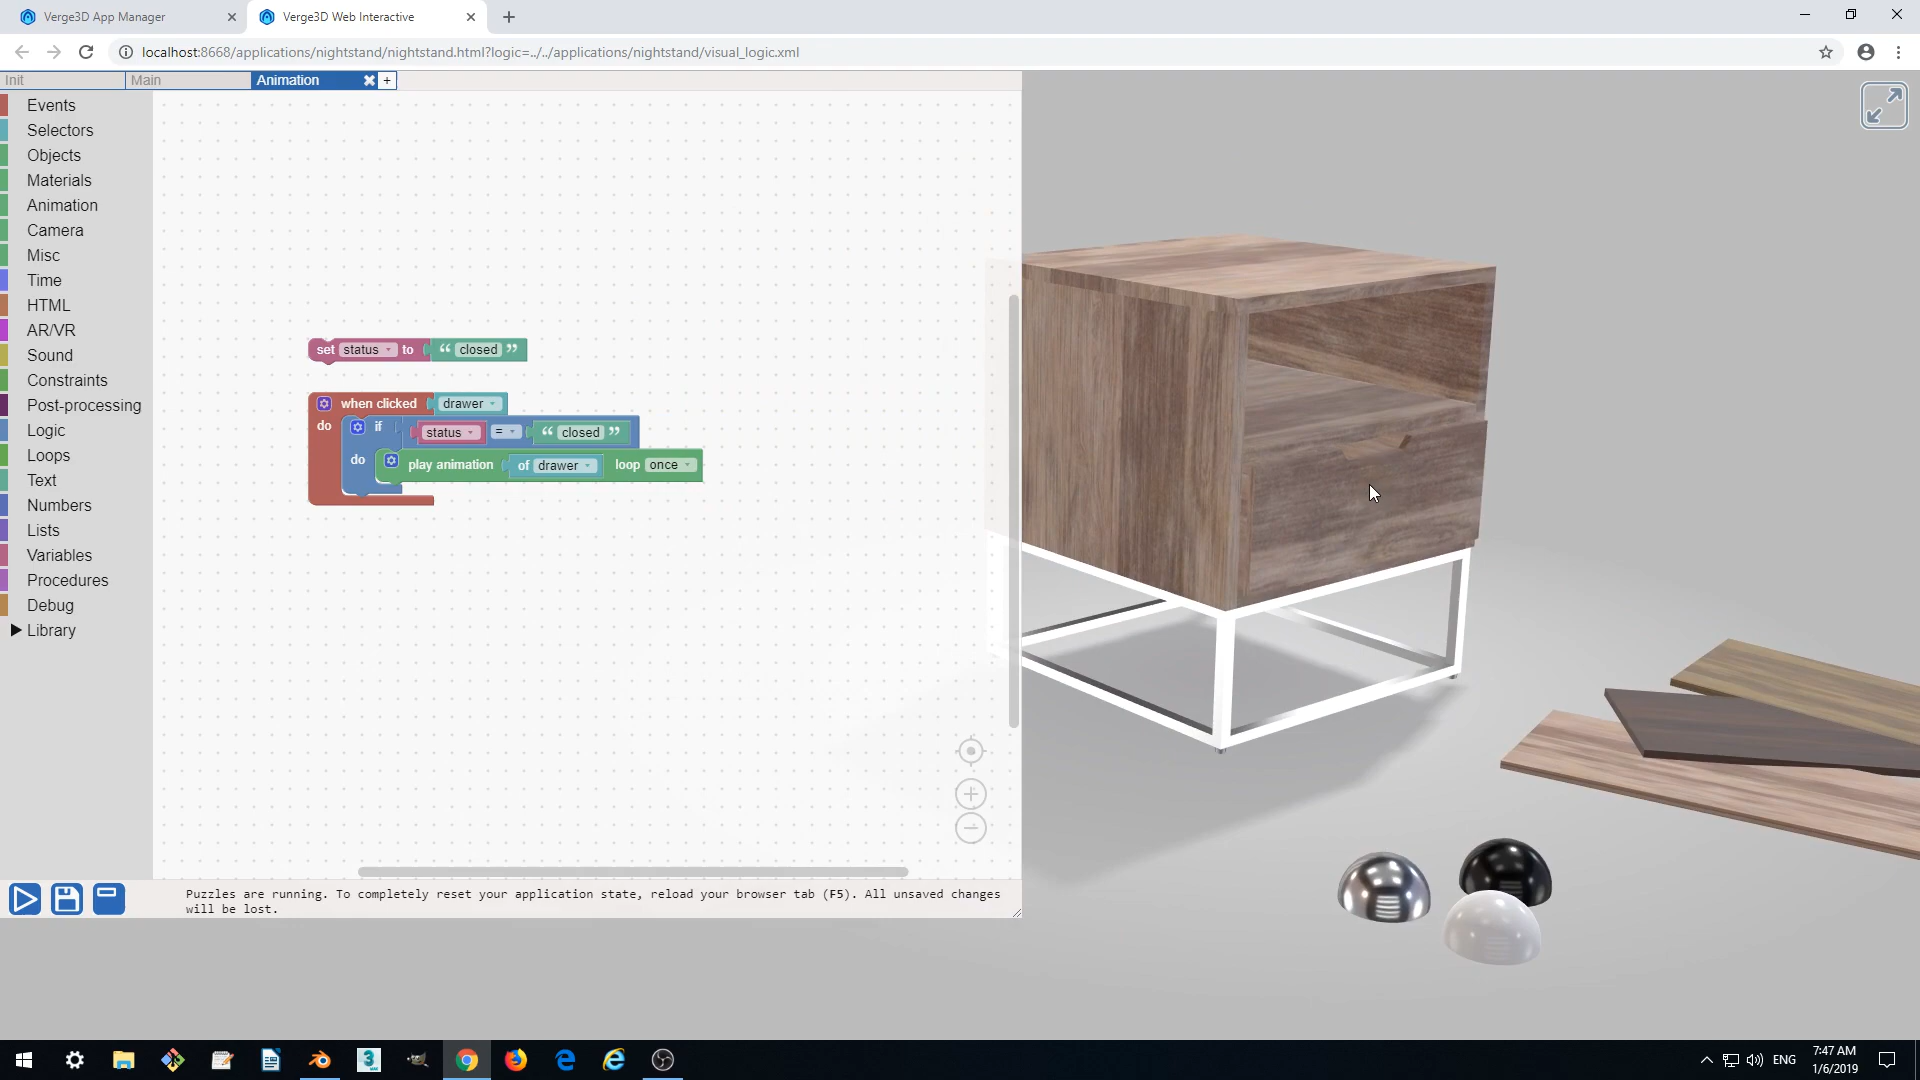 Verge3D App Manager
Verge3D Web Interactive
localhost:8668/applications/nightstand/nightstand.html?logic=../../applications/nightstand/visual_logic.xml
Init
Main
Animation
Events
Selectors
Objects
Materials
Animation
Camera
Misc
Time
HTML
AR/VR
Sound
Constraints
Post-processing
Logic
Loops
Text
Numbers
Lists
Variables
Procedures
Debug
Library
set status to “ closed ”
when clicked drawer
do if status = “ closed ”
do play animation of drawer loop once
Puzzles are running. To completely reset your application state, reload your browser tab (F5). All unsaved changes
will be lost.
ENG
7:47 AM
1/6/2019